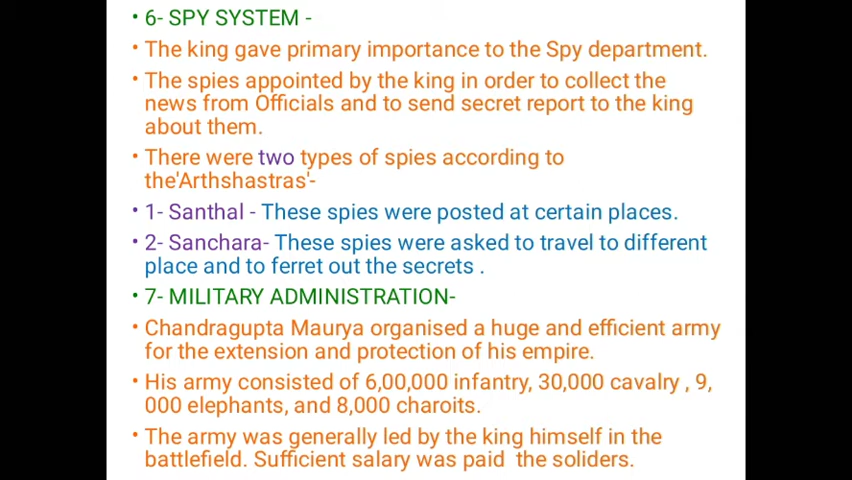 • 6- SPY SYSTEM -
• The king gave primary importance to the Spy department.
• The spies appointed by the king in order to collect the
news from Officials and to send secret report to the king
about them.
• There were two types of spies according to
the'Arthshastras'-
• 1- Santhal - These spies were posted at certain places.
• 2- Sanchara- These spies were asked to travel to different
place and to ferret out the secrets .
• 7- MILITARY ADMINISTRATION-
• Chandragupta Maurya organised a huge and efficient army
for the extension and protection of his empire.
• His army consisted of 6,00,000 infantry, 30,000 cavalry , 9,
000 elephants, and 8,000 charoits.
• The army was generally led by the king himself in the
battlefield. Sufficient salary was paid  the soliders.